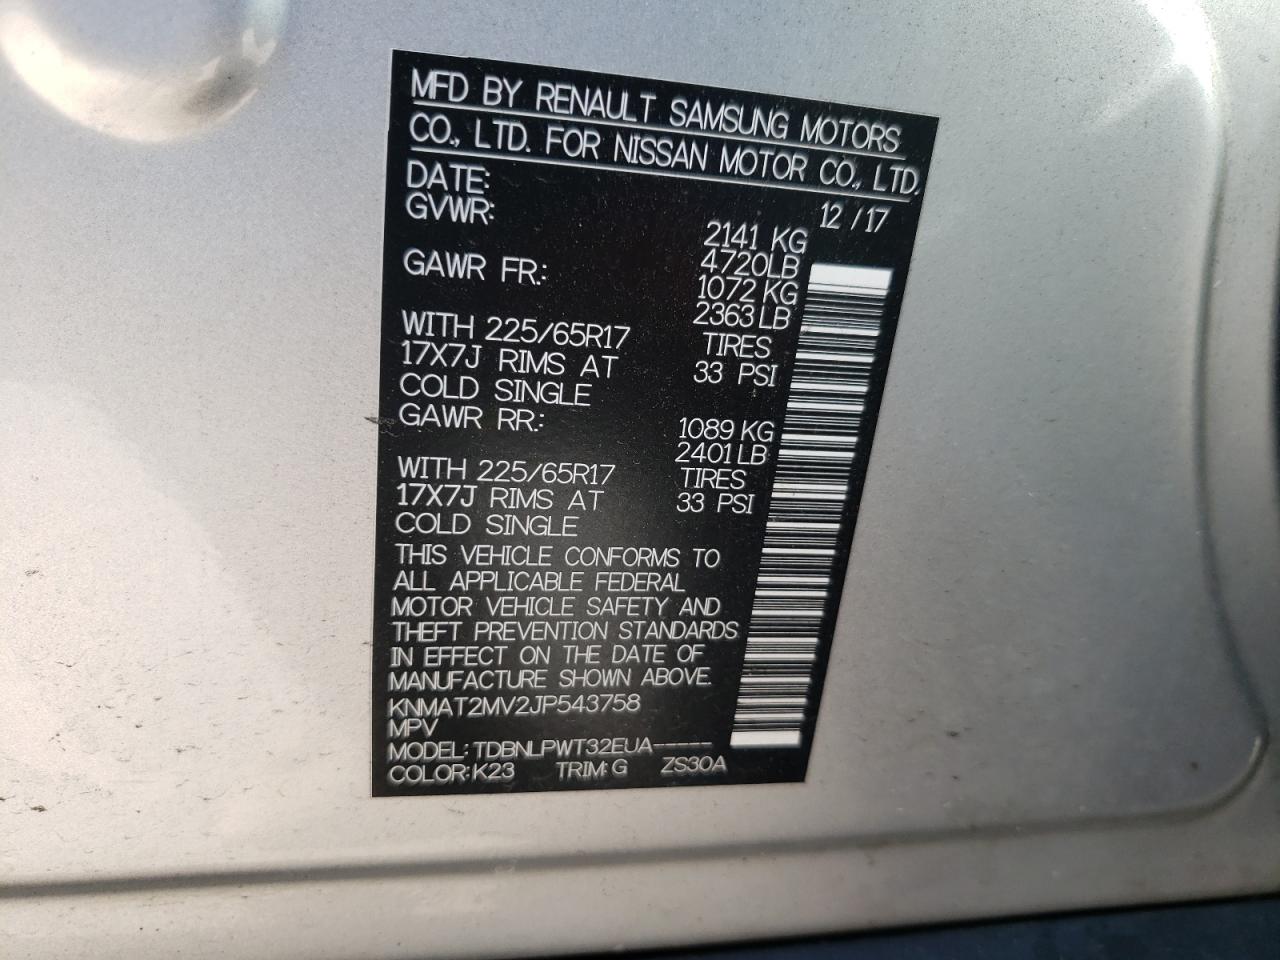 MFD BY RENAULT SAMSUNG MOTORS
CO., LTD. FOR NISSAN MOTOR CO., LTD.
DATE: 12 / 17
GVWR: 2141 KG
4720LB
GAWR FR.: 1072 KG
2363 LB
WITH 225/65R17 TIRES
17X7J RIMS AT 33 PSI
COLD SINGLE
GAWR RR.: 1089 KG
2401 LB
WITH 225/65R17 TIRES
17X7J RIMS AT 33 PSI
COLD SINGLE
THIS VEHICLE CONFORMS TO
ALL APPLICABLE FEDERAL
MOTOR VEHICLE SAFETY AND
THEFT PREVENTION STANDARDS
IN EFFECT ON THE DATE OF
MANUFACTURE SHOWN ABOVE.
KNMAT2MV2JP543758
MPV
MODEL: TDBNLPWT32EUA-----
COLOR: K23 TRIM: G ZS30A